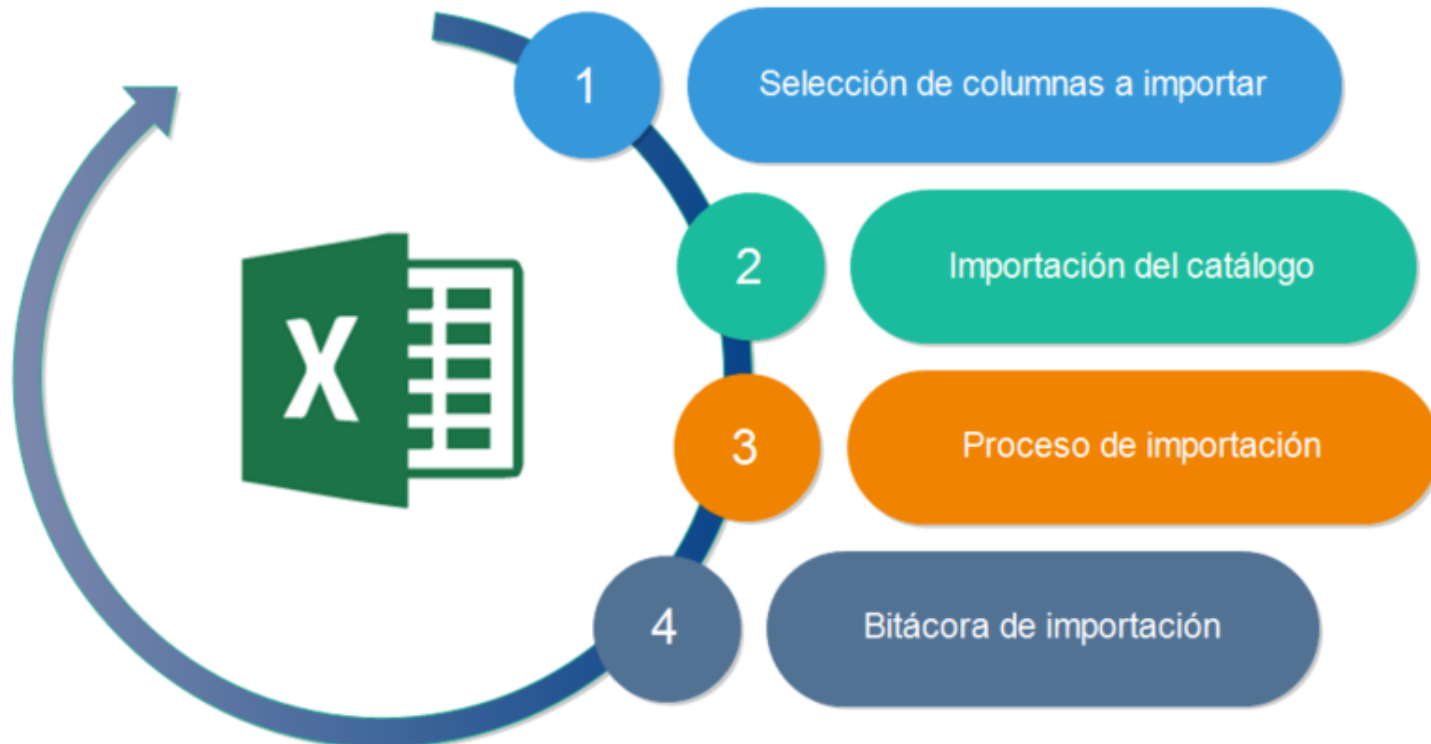 1
Selección de columnas a importar
2
Importación del catálogo
X
3
Proceso de importación
4
Bitácora de importación